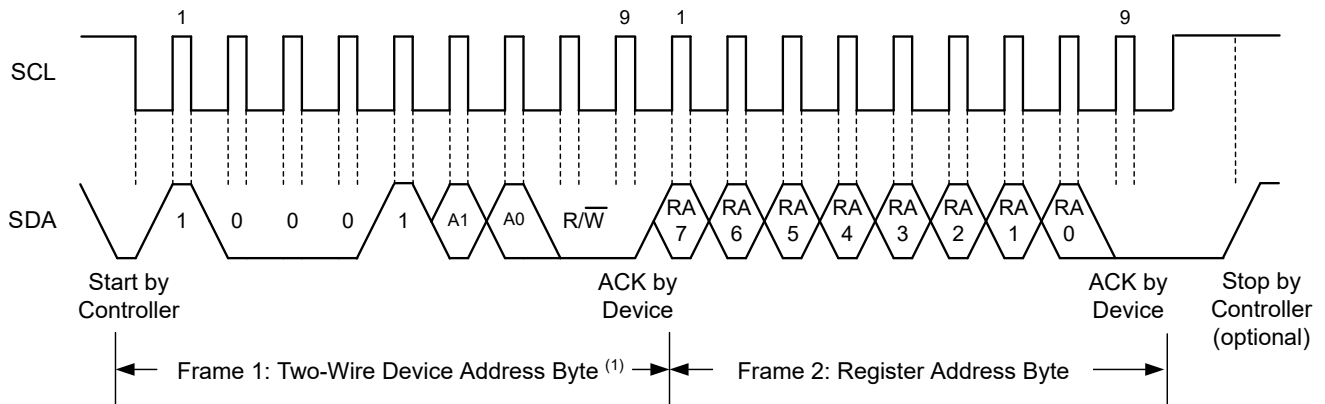 1 9 1 9
SCL
SDA
1 0 0 0 1 A1 A0 R/W̅ RA RA RA RA RA RA RA RA
7 6 5 4 3 2 1 0
Start by
Controller
ACK by
Device
ACK by
Device
Stop by
Controller
(optional)
Frame 1: Two-Wire Device Address Byte (1)
Frame 2: Register Address Byte